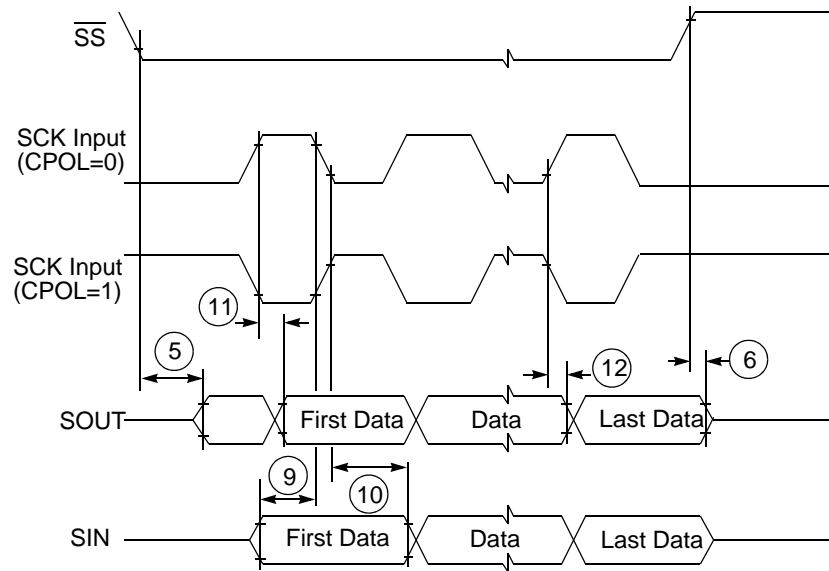 SS
SCK Input
(CPOL=0)
SCK Input
(CPOL=1)
11
5
12
6
SOUT
First Data
Data
Last Data
9
10
SIN
First Data
Data
Last Data